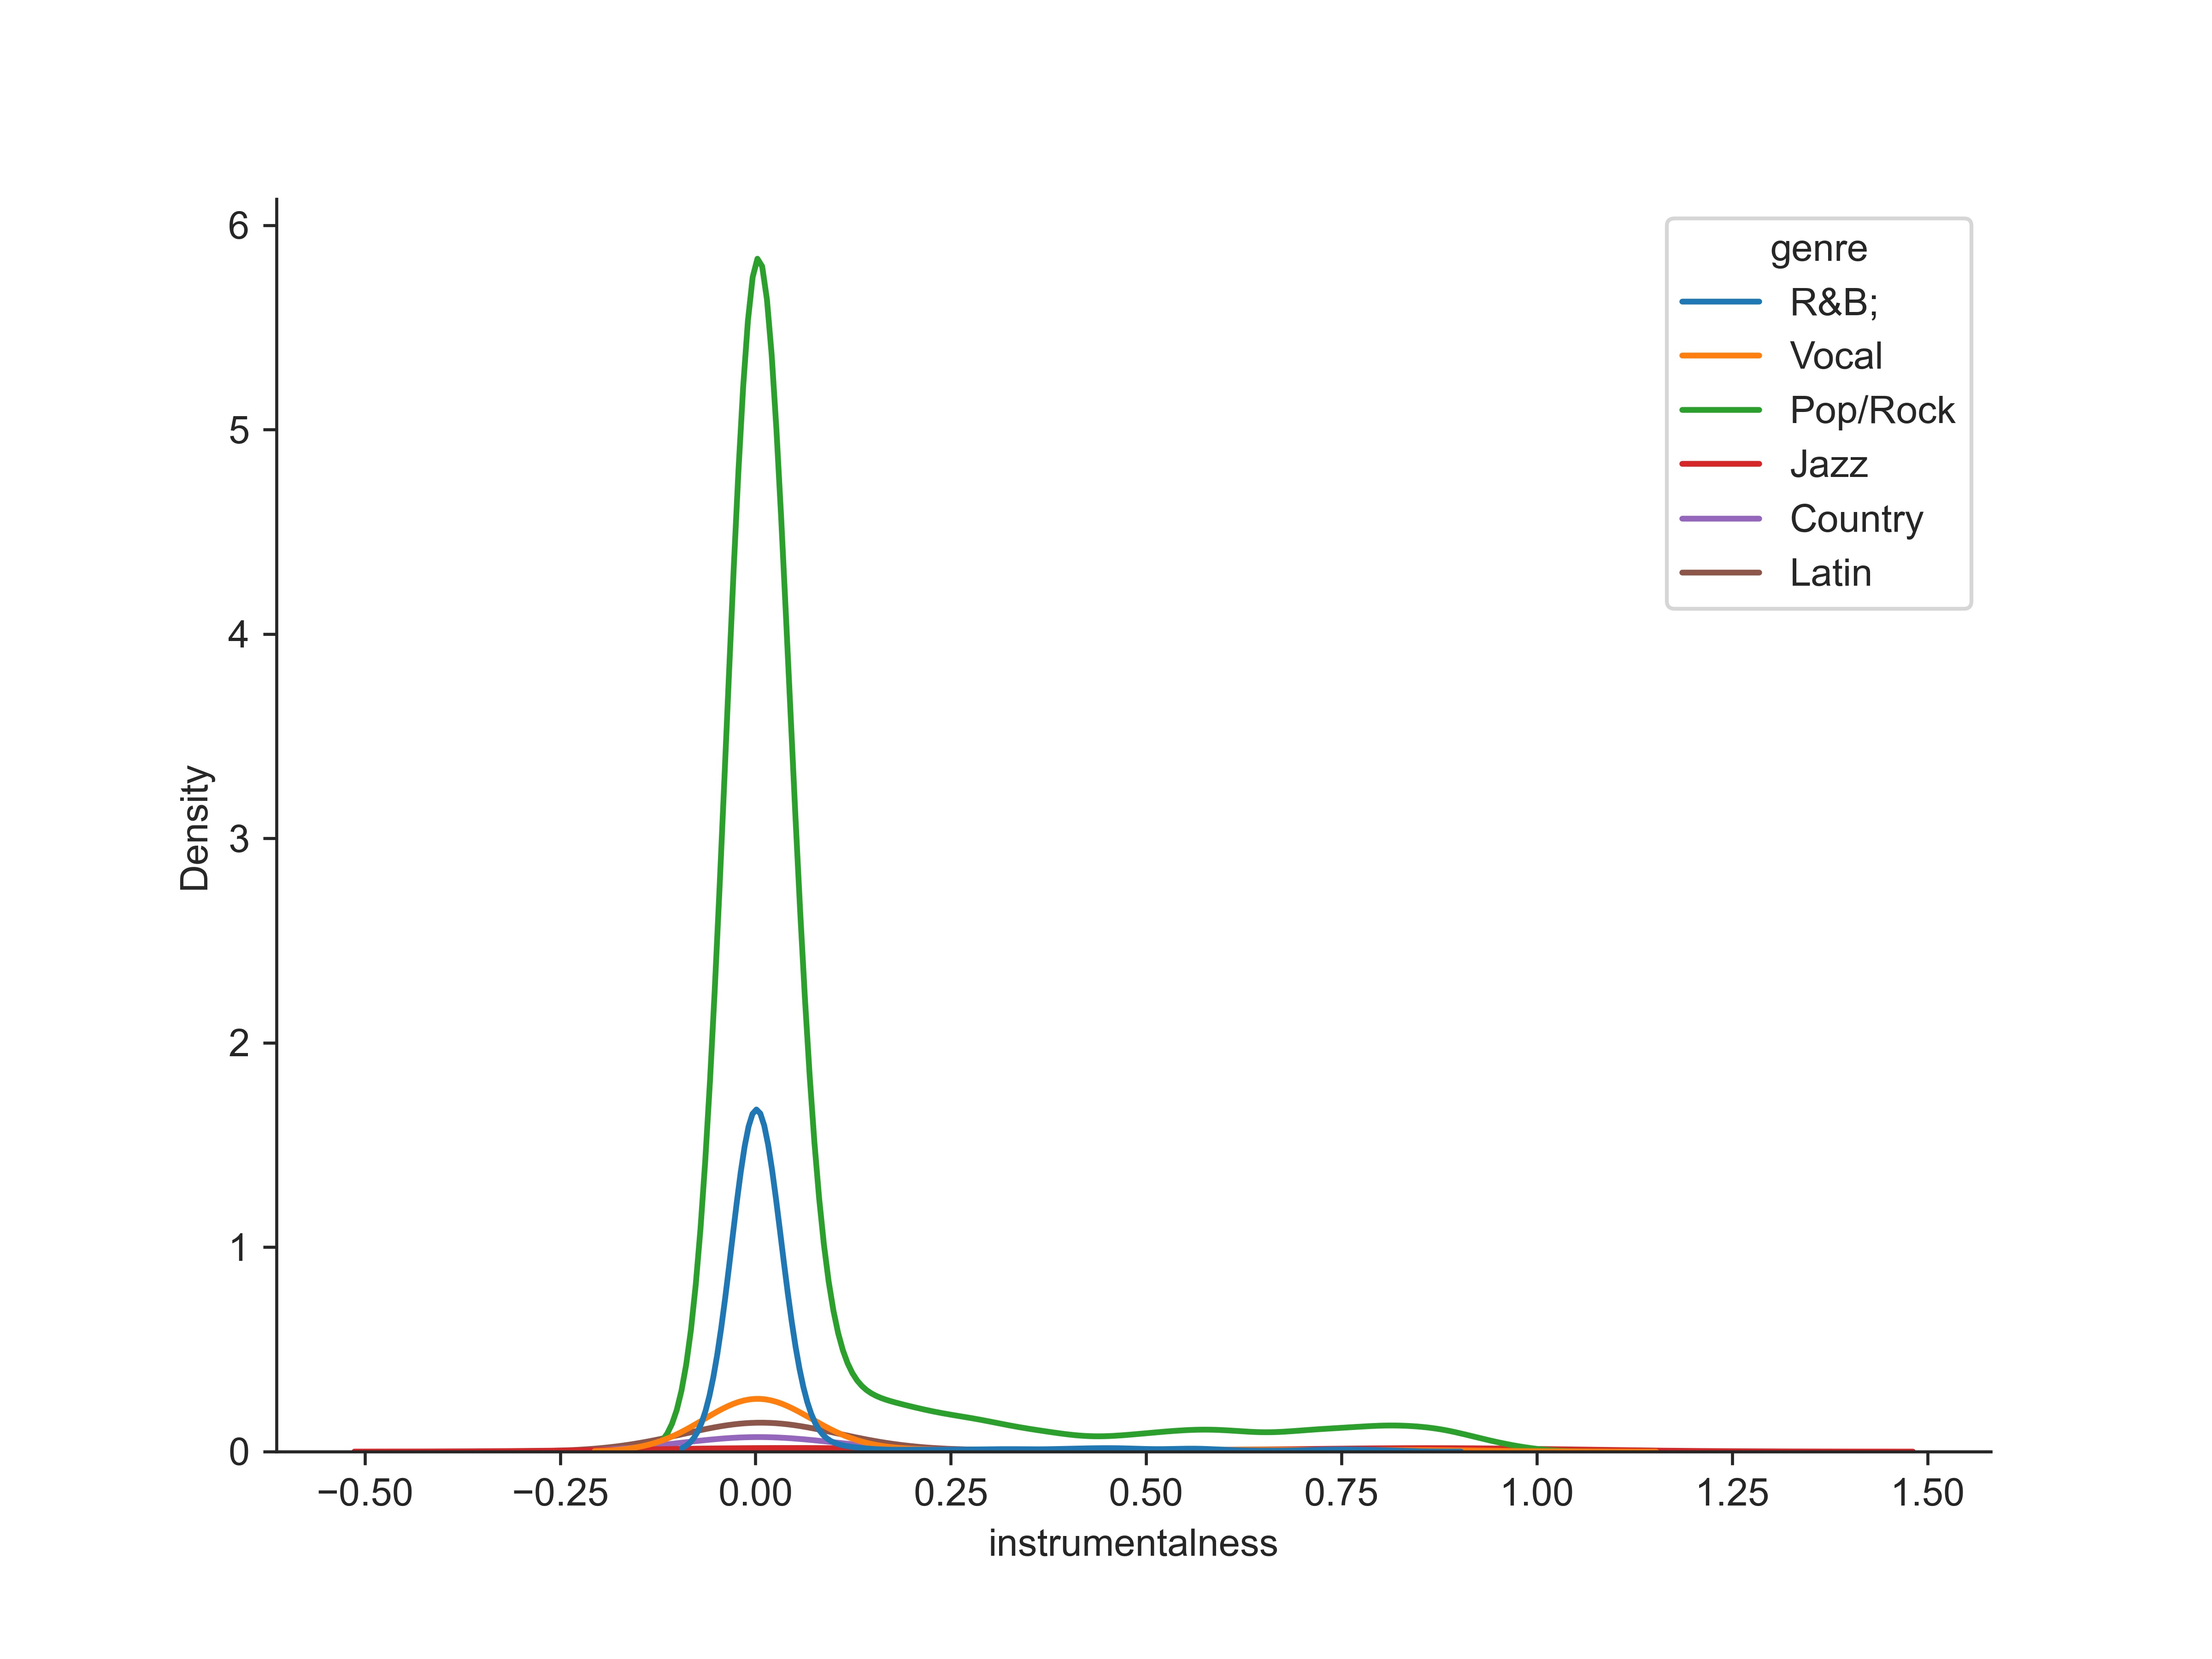 6
5
4
3
2
1
0
Density
−0.50 −0.25 0.00 0.25 0.50 0.75 1.00 1.25 1.50
instrumentalness
genre
R&B;
Vocal
Pop/Rock
Jazz
Country
Latin